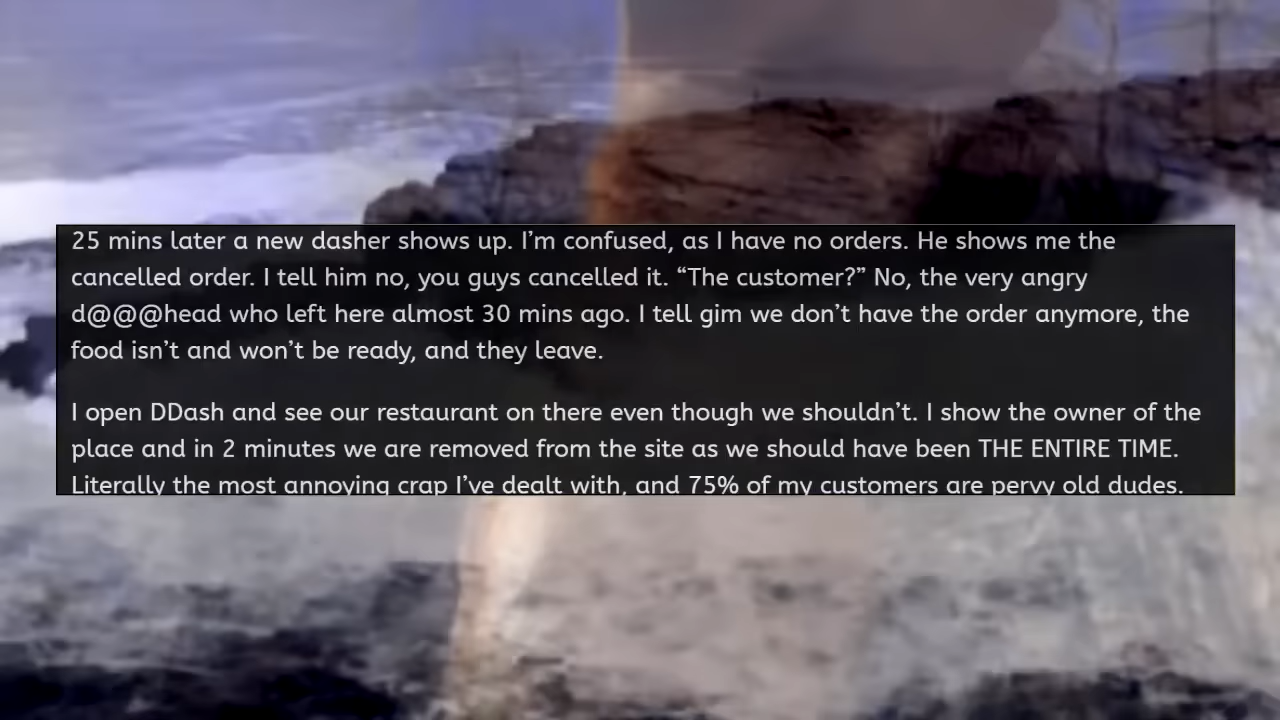 25 mins later a new dasher shows up. I’m confused, as I have no orders. He shows me the
cancelled order. I tell him no, you guys cancelled it. “The customer?” No, the very angry
d@@@head who left here almost 30 mins ago. I tell gim we don’t have the order anymore, the
food isn’t and won’t be ready, and they leave.
I open DDash and see our restaurant on there even though we shouldn’t. I show the owner of the
place and in 2 minutes we are removed from the site as we should have been THE ENTIRE TIME.
Literally the most annoying crap I’ve dealt with, and 75% of my customers are pervy old dudes.